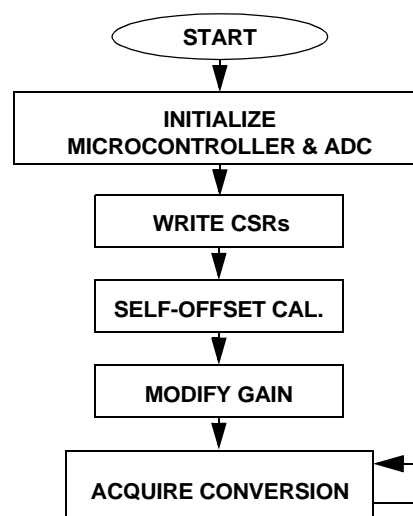 START
INITIALIZE
MICROCONTROLLER & ADC
WRITE CSRs
SELF-OFFSET CAL.
MODIFY GAIN
ACQUIRE CONVERSION